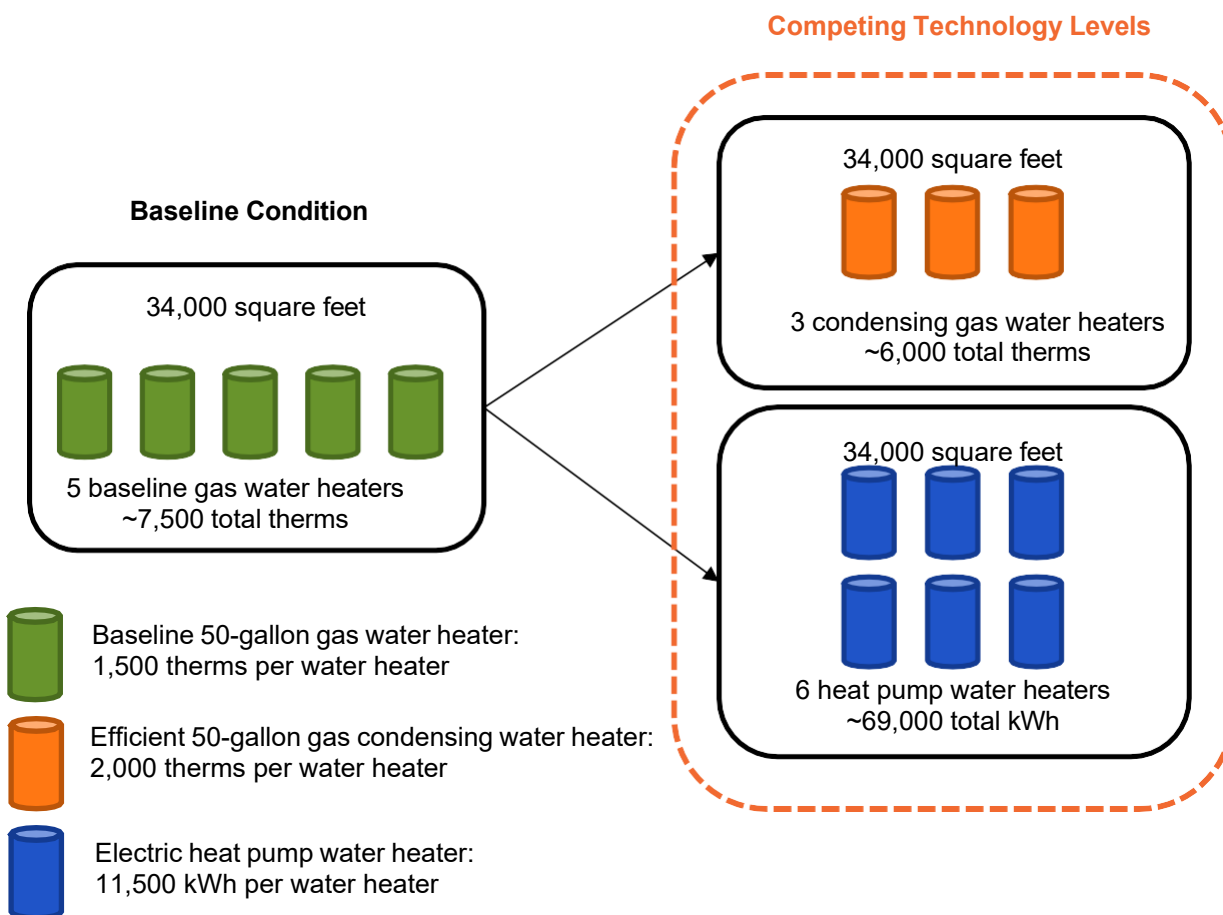 Competing Technology Levels
Baseline Condition
34,000 square feet
5 baseline gas water heaters
~7,500 total therms
34,000 square feet
3 condensing gas water heaters
~6,000 total therms
34,000 square feet
6 heat pump water heaters
~69,000 total kWh
Baseline 50-gallon gas water heater:
1,500 therms per water heater
Efficient 50-gallon gas condensing water heater:
2,000 therms per water heater
Electric heat pump water heater:
11,500 kWh per water heater